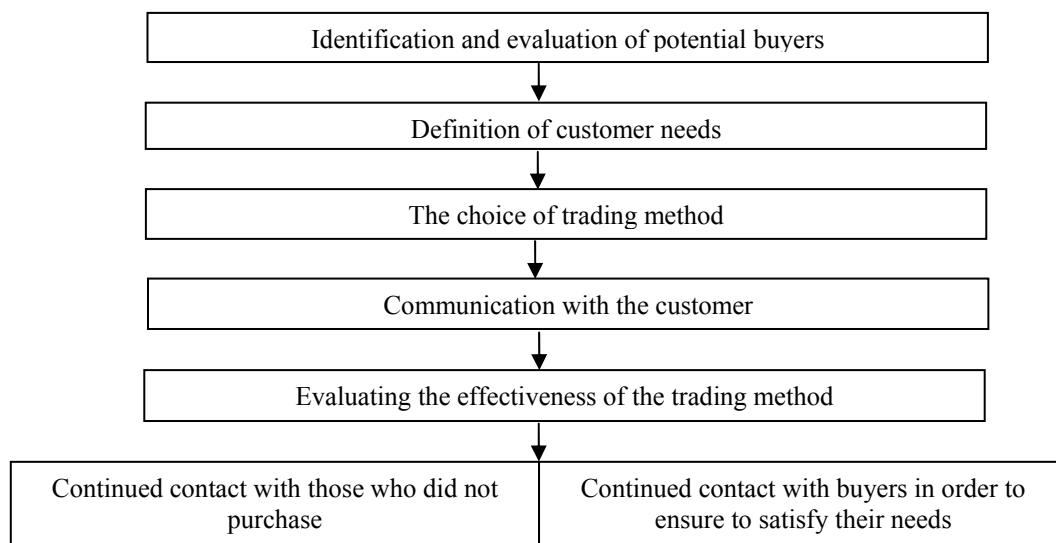 Identification and evaluation of potential buyers
Definition of customer needs
The choice of trading method
Communication with the customer
Evaluating the effectiveness of the trading method
Continued contact with those who did not
purchase
Continued contact with buyers in order to
ensure to satisfy their needs